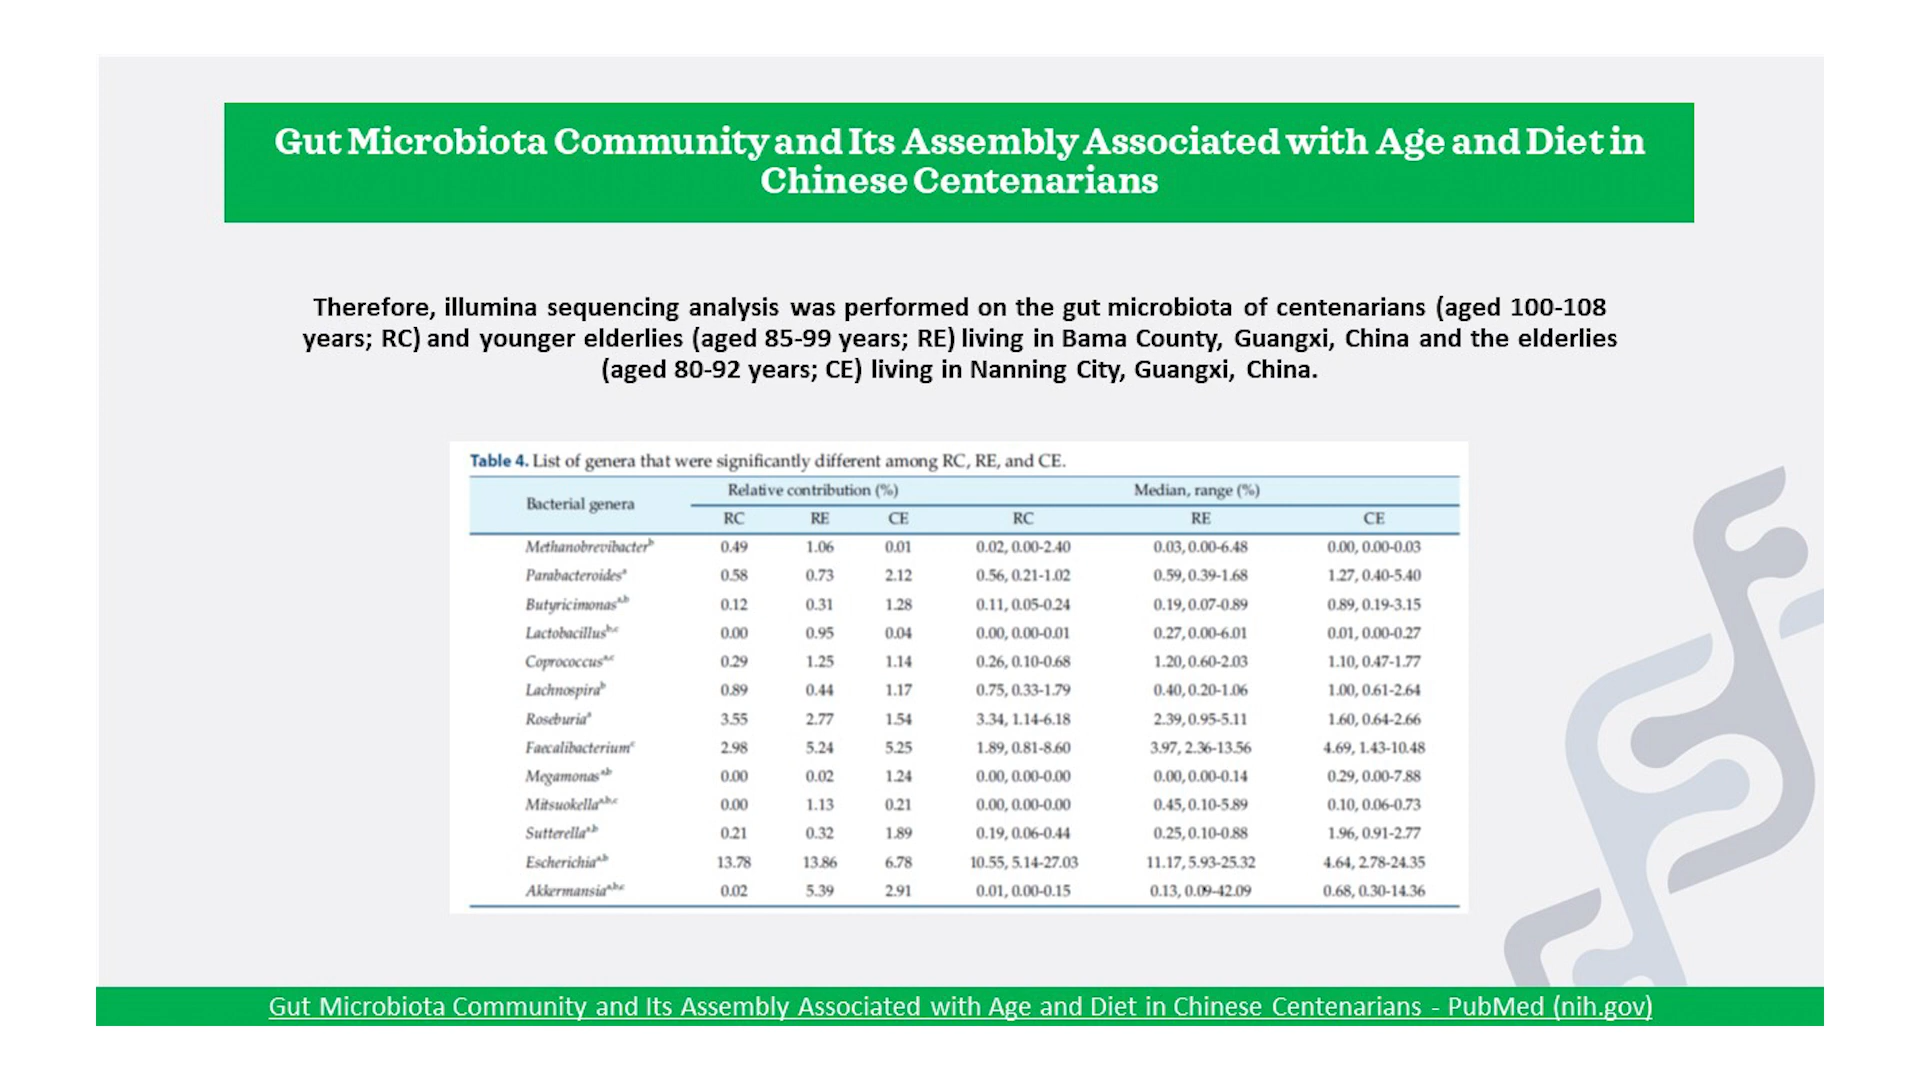 Gut Microbiota Community and Its Assembly Associated with Age and Diet in
Chinese Centenarians
Therefore, illumina sequencing analysis was performed on the gut microbiota of centenarians (aged 100-108
years; RC) and younger elderlies (aged 85-99 years; RE) living in Bama County, Guangxi, China and the elderlies
(aged 80-92 years; CE) living in Nanning City, Guangxi, China.
Table 4. List of genera that were significantly different among RC, RE, and CE.
Bacterial genera Relative contribution (%) Median, range (%)
RC RE CE RC RE CE
Methanobrevibacter b 0.49 1.06 0.01 0.02, 0.00-2.40 0.03, 0.00-6.48 0.00, 0.00-0.03
Parabacteroides a 0.58 0.73 2.12 0.56, 0.21-1.02 0.59, 0.39-1.68 1.27, 0.40-5.40
Butyricimonas a,b 0.12 0.31 1.28 0.11, 0.05-0.24 0.19, 0.07-0.89 0.89, 0.19-3.15
Lactobacillus b,c 0.00 0.95 0.04 0.00, 0.00-0.01 0.27, 0.00-6.01 0.01, 0.00-0.27
Coprococcus a,c 0.29 1.25 1.14 0.26, 0.10-0.68 1.20, 0.60-2.03 1.10, 0.47-1.77
Lachnospira b 0.89 0.44 1.17 0.75, 0.33-1.79 0.40, 0.20-1.06 1.00, 0.61-2.64
Roseburia a 3.55 2.77 1.54 3.34, 1.14-6.18 2.39, 0.95-5.11 1.60, 0.64-2.66
Faecalibacterium c 2.98 5.24 5.25 1.89, 0.81-8.60 3.97, 2.36-13.56 4.69, 1.43-10.48
Megamonas a,b 0.00 0.02 1.24 0.00, 0.00-0.00 0.00, 0.00-0.14 0.29, 0.00-7.88
Mitsuokella a,b,c 0.00 1.13 0.21 0.00, 0.00-0.00 0.45, 0.10-5.89 0.10, 0.06-0.73
Sutterella a,b 0.21 0.32 1.89 0.19, 0.06-0.44 0.25, 0.10-0.88 1.96, 0.91-2.77
Escherichia a,b 13.78 13.86 6.78 10.55, 5.14-27.03 11.17, 5.93-25.32 4.64, 2.78-24.35
Akkermansia a,b,c 0.02 5.39 2.91 0.01, 0.00-0.15 0.13, 0.09-42.09 0.68, 0.30-14.36
Gut Microbiota Community and Its Assembly Associated with Age and Diet in Chinese Centenarians - PubMed (nih.gov)